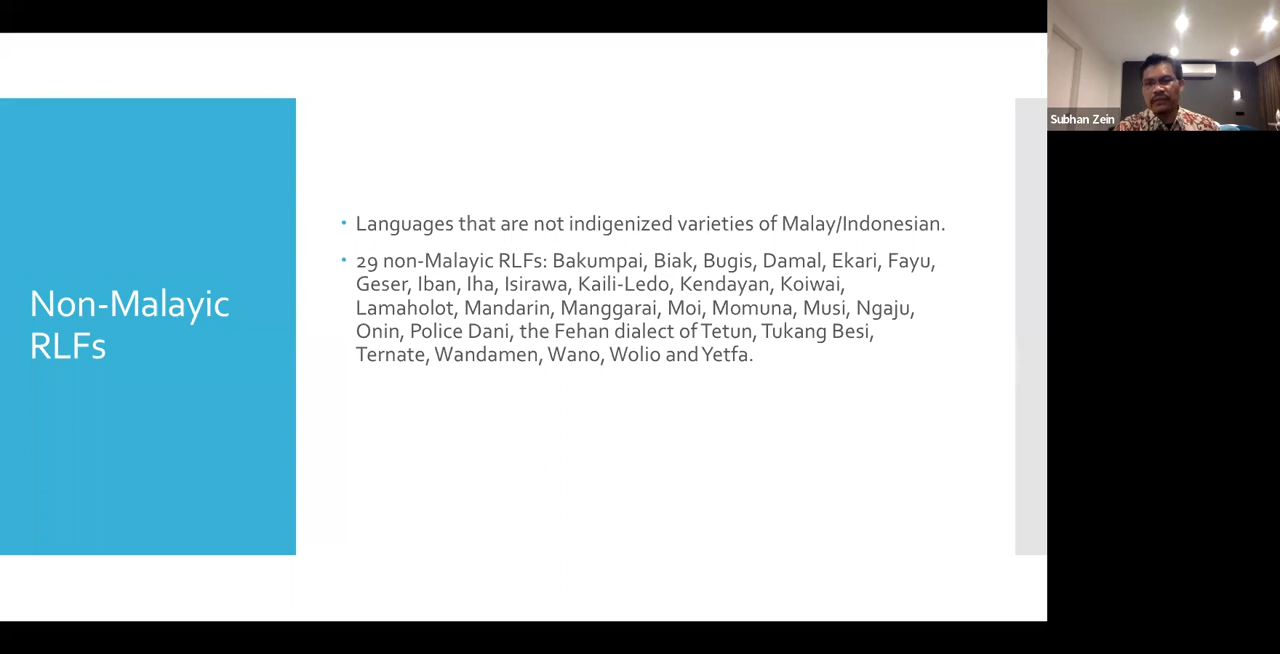 Non-Malayic
RLFs
• Languages that are not indigenized varieties of Malay/Indonesian.
• 29 non-Malayic RLFs: Bakumpai, Biak, Bugis, Damal, Ekari, Fayu,
Geser, Iban, Iha, Isirawa, Kaili-Ledo, Kendayan, Koiwai,
Lamaholot, Mandarin, Manggarai, Moi, Momuna, Musi, Ngaju,
Onin, Police Dani, the Fehan dialect of Tetun, Tukang Besi,
Ternate, Wandamen, Wano, Wolio and Yetfa.
Subhan Zein